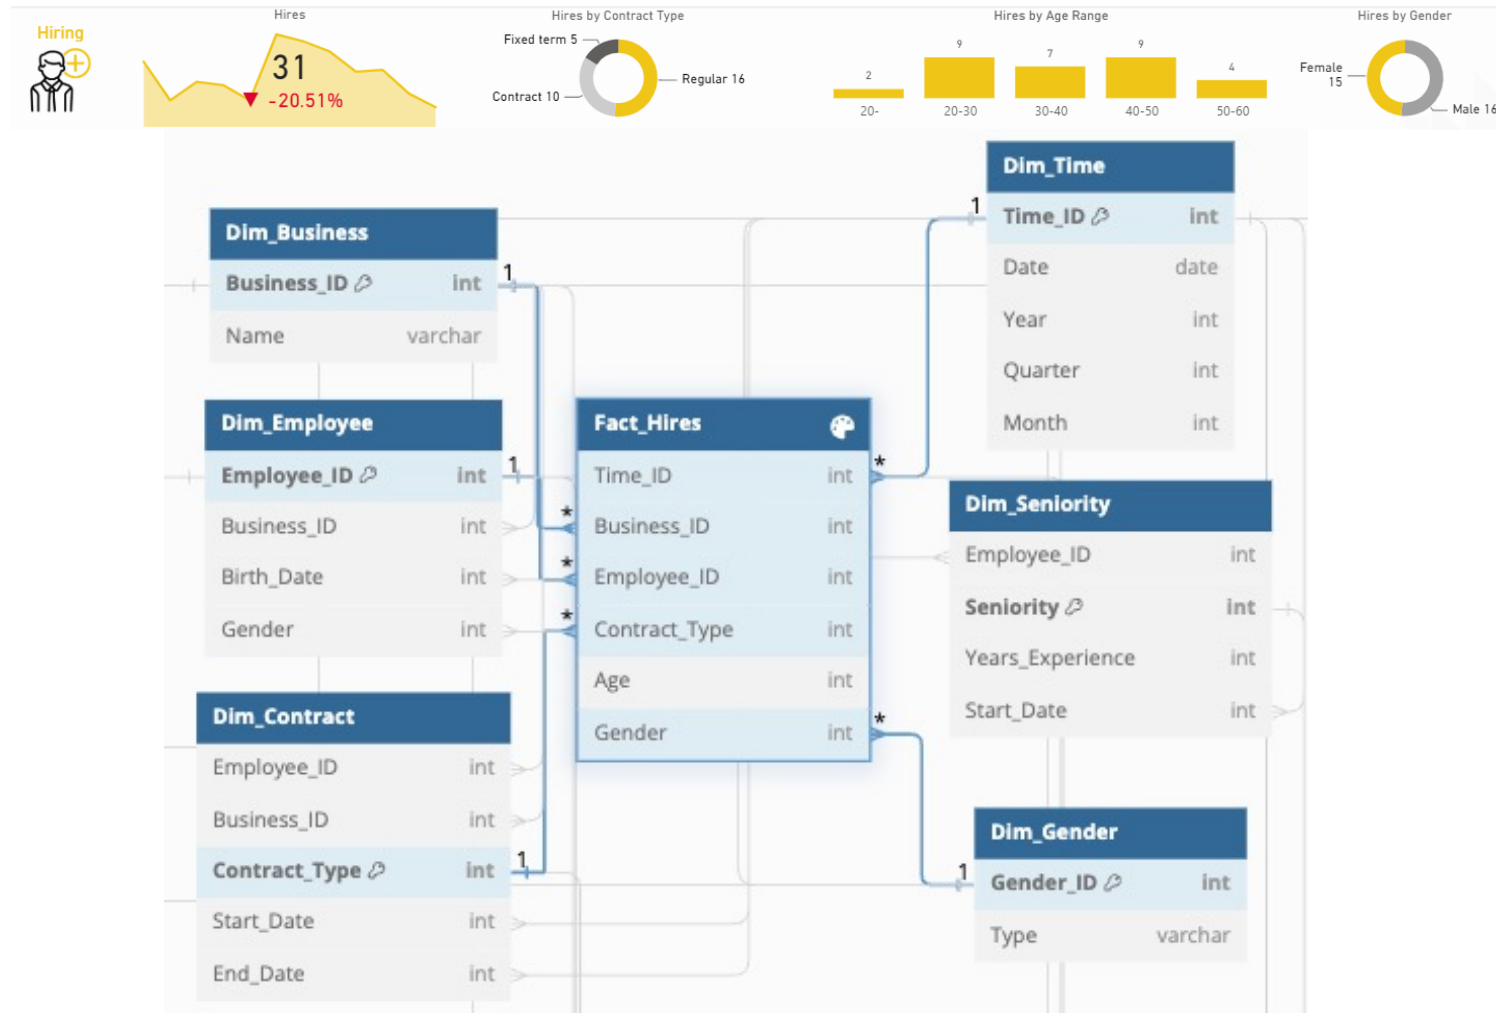 Hiring
Hires
31
-20.51%
Hires by Contract Type
Fixed term 5
Regular 16
Contract 10
Hires by Age Range
2
9
7
9
4
20-
20-30
30-40
40-50
50-60
Hires by Gender
Female
15
Male 16
Dim_Business
Business_ID int
Name varchar
1
Dim_Employee
Employee_ID int
Business_ID int
Birth_Date int
Gender int
1
Dim_Contract
Employee_ID int
Business_ID int
Contract_Type int
Start_Date int
End_Date int
1
Fact_Hires
Time_ID int
Business_ID int
Employee_ID int
Contract_Type int
Age int
Gender int
*
*
*
*
*
Dim_Time
Time_ID int
Date date
Year int
Quarter int
Month int
1
Dim_Seniority
Employee_ID int
Seniority int
Years_Experience int
Start_Date int
Dim_Gender
Gender_ID int
Type varchar
1